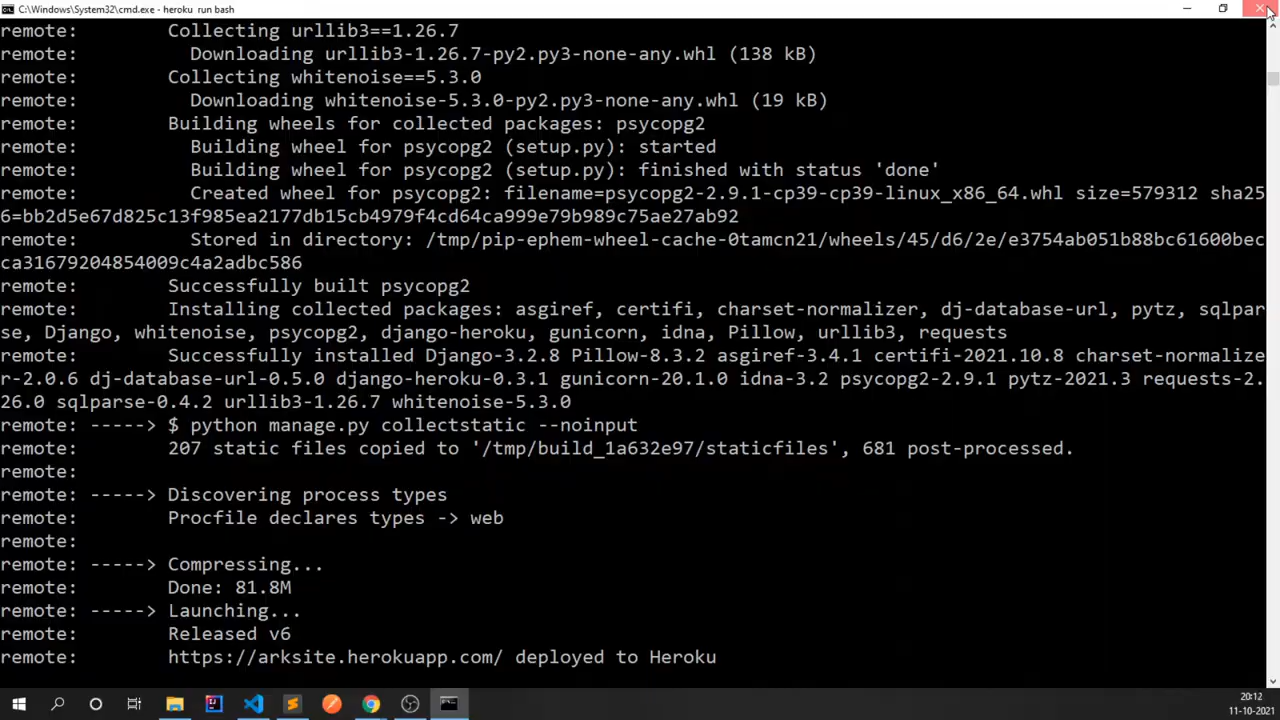 C:\Windows\System32\cmd.exe - heroku run bash
remote:        Collecting urllib3==1.26.7
remote:          Downloading urllib3-1.26.7-py2.py3-none-any.whl (138 kB)
remote:        Collecting whitenoise==5.3.0
remote:          Downloading whitenoise-5.3.0-py2.py3-none-any.whl (19 kB)
remote:        Building wheels for collected packages: psycopg2
remote:          Building wheel for psycopg2 (setup.py): started
remote:          Building wheel for psycopg2 (setup.py): finished with status 'done'
remote:          Created wheel for psycopg2: filename=psycopg2-2.9.1-cp39-cp39-linux_x86_64.whl size=579312 sha25
6=bb2d5e67d825c13f985ea2177db15cb4979f4cd64ca999e79b989c75ae27ab92
remote:          Stored in directory: /tmp/pip-ephem-wheel-cache-0tamcn21/wheels/45/d6/2e/e3754ab051b88bc61600bec
ca31679204854009c4a2adbc586
remote:        Successfully built psycopg2
remote:        Installing collected packages: asgiref, certifi, charset-normalizer, dj-database-url, pytz, sqlpar
se, Django, whitenoise, psycopg2, django-heroku, gunicorn, idna, Pillow, urllib3, requests
remote:        Successfully installed Django-3.2.8 Pillow-8.3.2 asgiref-3.4.1 certifi-2021.10.8 charset-normalize
r-2.0.6 dj-database-url-0.5.0 django-heroku-0.3.1 gunicorn-20.1.0 idna-3.2 psycopg2-2.9.1 pytz-2021.3 requests-2.
26.0 sqlparse-0.4.2 urllib3-1.26.7 whitenoise-5.3.0
remote: -----> $ python manage.py collectstatic --noinput
remote:        207 static files copied to '/tmp/build_1a632e97/staticfiles', 681 post-processed.
remote:
remote: -----> Discovering process types
remote:        Procfile declares types -> web
remote:
remote: -----> Compressing...
remote:        Done: 81.8M
remote: -----> Launching...
remote:        Released v6
remote:        https://arksite.herokuapp.com/ deployed to Heroku
20:12
11-10-2021